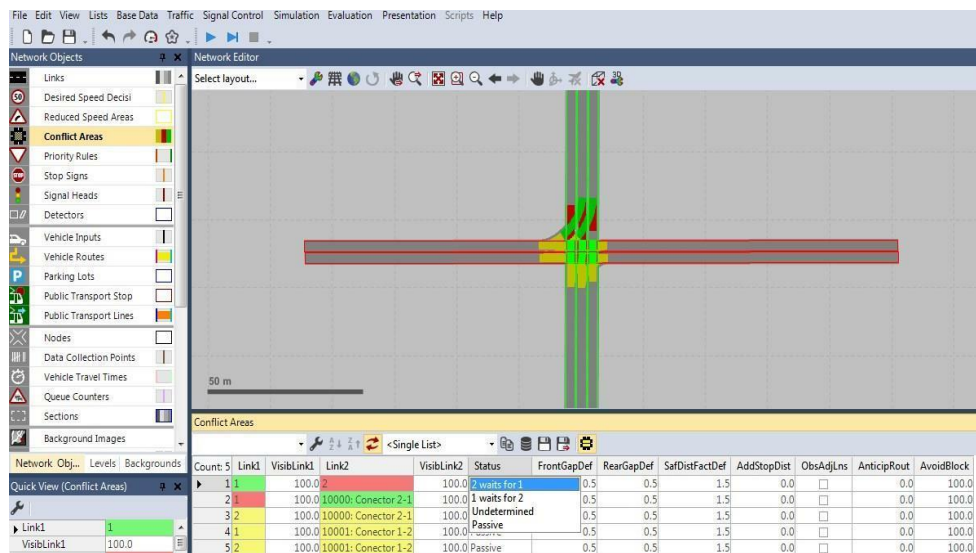 File Edit View Lists Base Data Traffic Signal Control Simulation Evaluation Presentation Scripts Help
Network Objects
Network Editor
Select layout...
Links
Desired Speed Decisi
Reduced Speed Areas
Conflict Areas
Priority Rules
Stop Signs
Signal Heads
Detectors
Vehicle Inputs
Vehicle Routes
Parking Lots
Public Transport Stop
Public Transport Lines
Nodes
Data Collection Points
Vehicle Travel Times
Queue Counters
Sections
Background Images
Network Obj... Levels Backgrounds
Quick View (Conflict Areas)
Link1 1
VisibLink1 100.0
50 m
Conflict Areas
<Single List>
Count: 5 Link1 VisibLink1 Link2 VisibLink2 Status FrontGapDef RearGapDef SafDistFactDef AddStopDist ObsAdjLns AnticipRout AvoidBlock
1 1 100.0 2 100.0 2 waits for 1 0.5 0.5 1.5 0.0 0.0 100.0
2 1 100.0 10000: Conector 2-1 100.0 1 waits for 2 0.5 0.5 1.5 0.0 0.0 100.0
3 2 100.0 10000: Conector 2-1 100.0 Undetermined 0.5 0.5 1.5 0.0 0.0 100.0
4 1 100.0 10001: Conector 1-2 100.0 Passive 0.5 0.5 1.5 0.0 0.0 100.0
5 2 100.0 10001: Conector 1-2 100.0 Passive 0.5 0.5 1.5 0.0 0.0 100.0